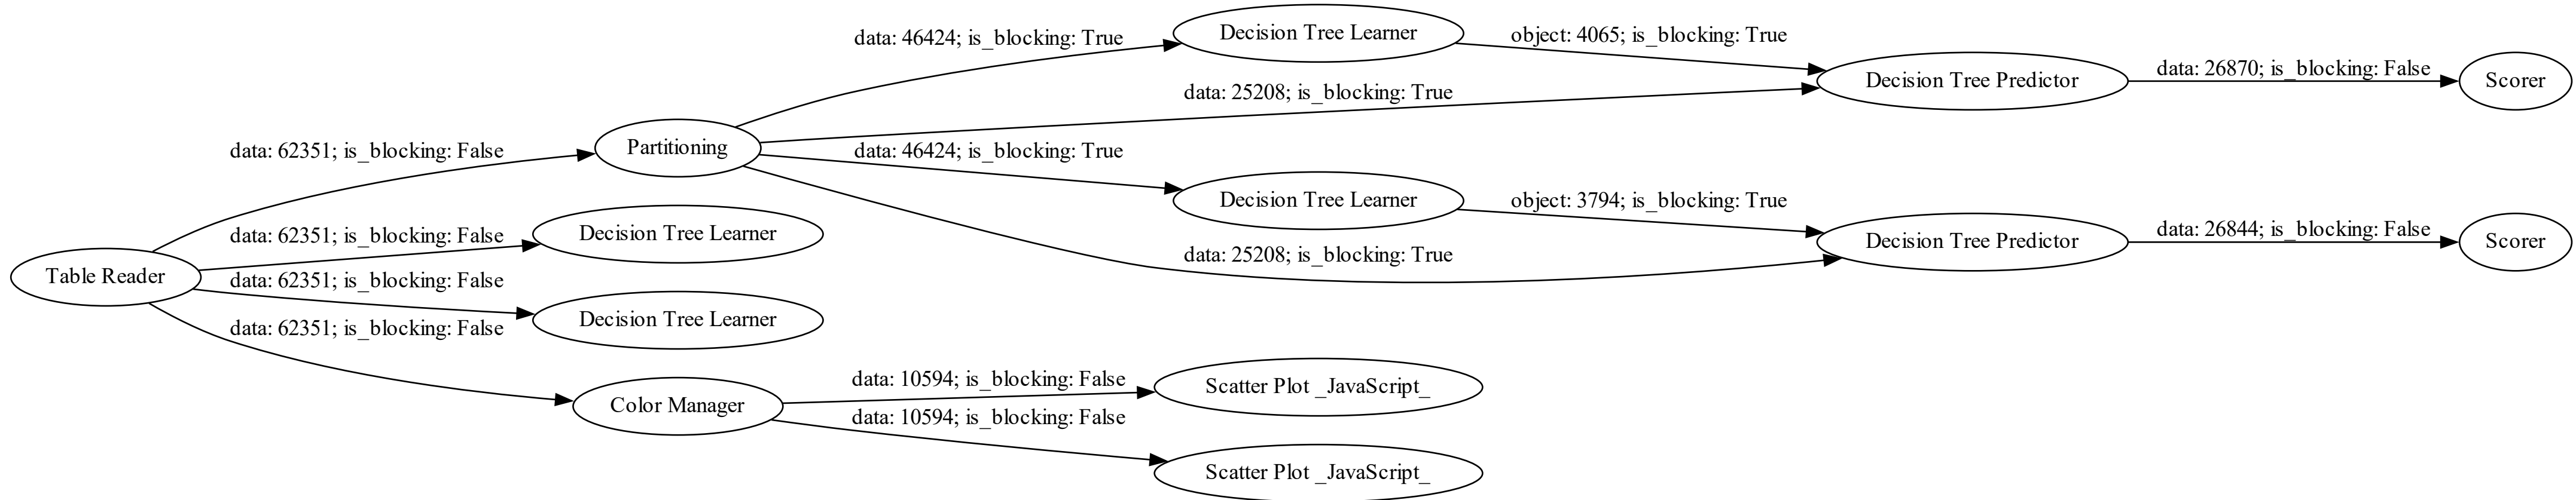 data: 46424; is_blocking: True
Decision Tree Learner
object: 4065; is_blocking: True
Decision Tree Predictor
data: 26870; is_blocking: False
Scorer
data: 25208; is_blocking: True
data: 62351; is_blocking: False
Partitioning
data: 46424; is_blocking: True
Decision Tree Learner
object: 3794; is_blocking: True
Decision Tree Predictor
data: 26844; is_blocking: False
Scorer
data: 25208; is_blocking: True
data: 62351; is_blocking: False
Decision Tree Learner
Table Reader
data: 62351; is_blocking: False
Decision Tree Learner
data: 62351; is_blocking: False
Color Manager
data: 10594; is_blocking: False
Scatter Plot _JavaScript_
data: 10594; is_blocking: False
Scatter Plot _JavaScript_